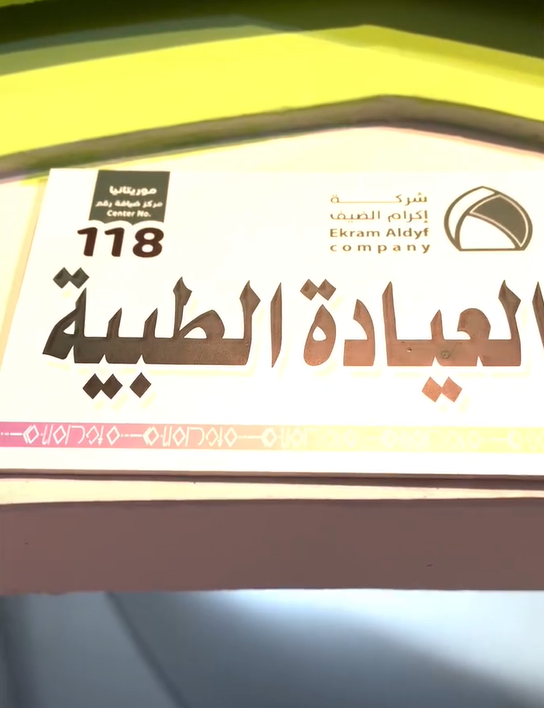 شركة
إكرام الضيف
Ekram Aldyf
company
موريتانيا
مركز ضيافة رقم
Center No.
118
العيادة الطبية